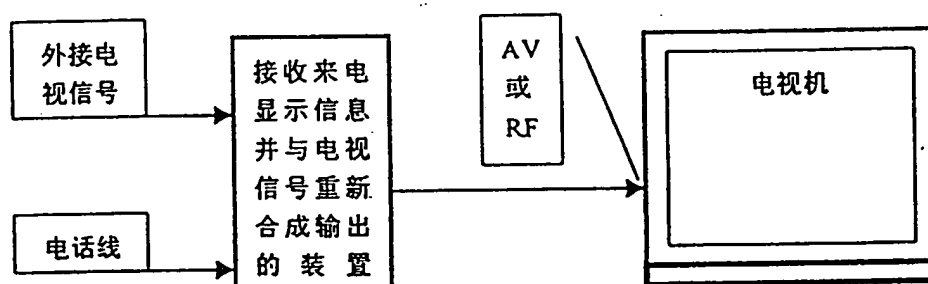 外接电
视信号
电话线
接收来电
显示信息
并与电视
信号重新
合成输出
的装置
AV
或
RF
电视机